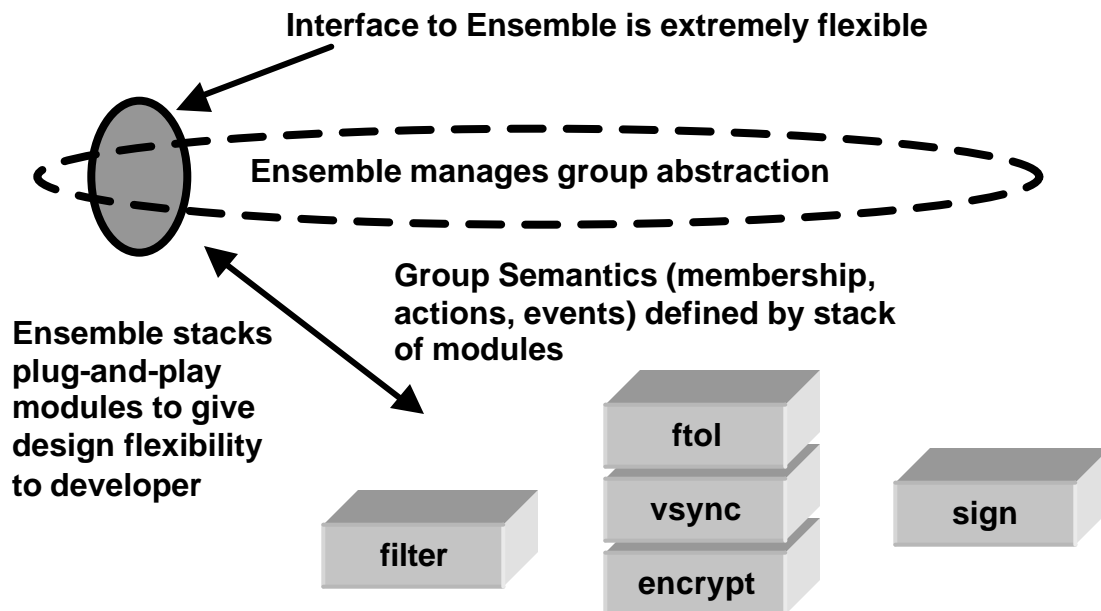 Interface to Ensemble is extremely flexible
Ensemble manages group abstraction
Group Semantics (membership,
actions, events) defined by stack
of modules
Ensemble stacks
plug-and-play
modules to give
design flexibility
to developer
ftol
vsync
encrypt
filter
sign